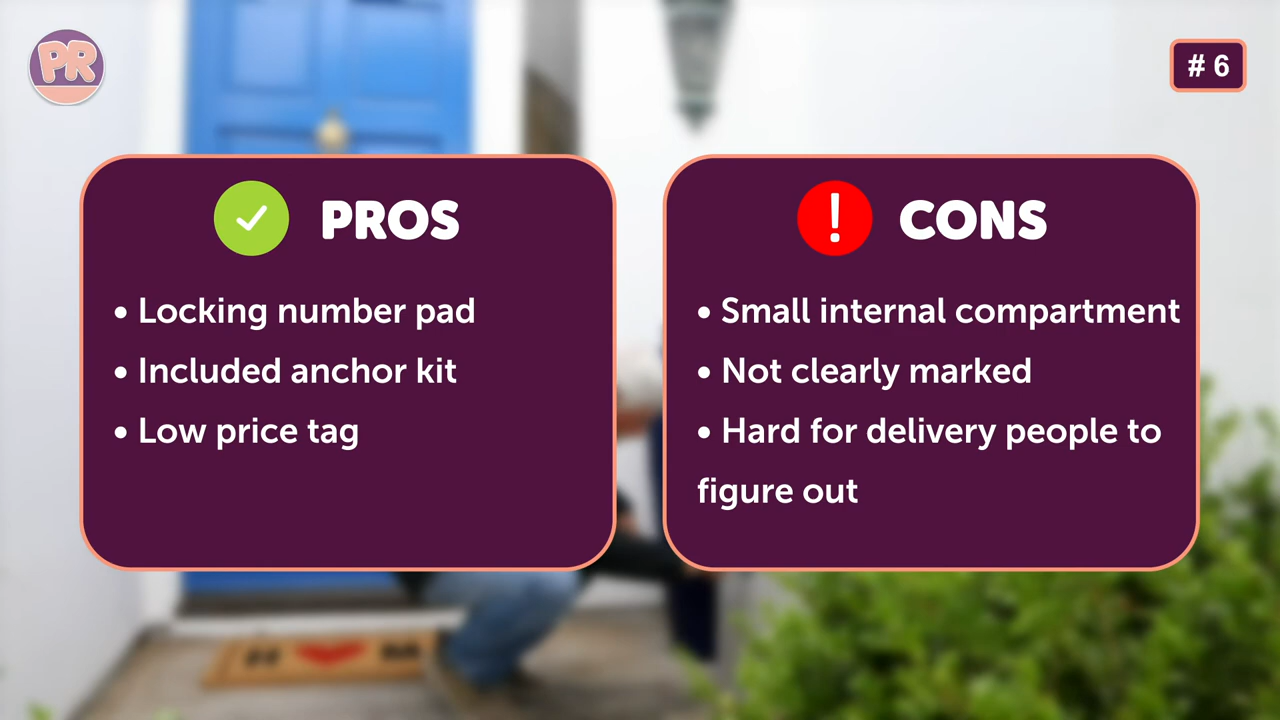 PR
# 6
PROS
• Locking number pad
• Included anchor kit
• Low price tag
CONS
• Small internal compartment
• Not clearly marked
• Hard for delivery people to
figure out